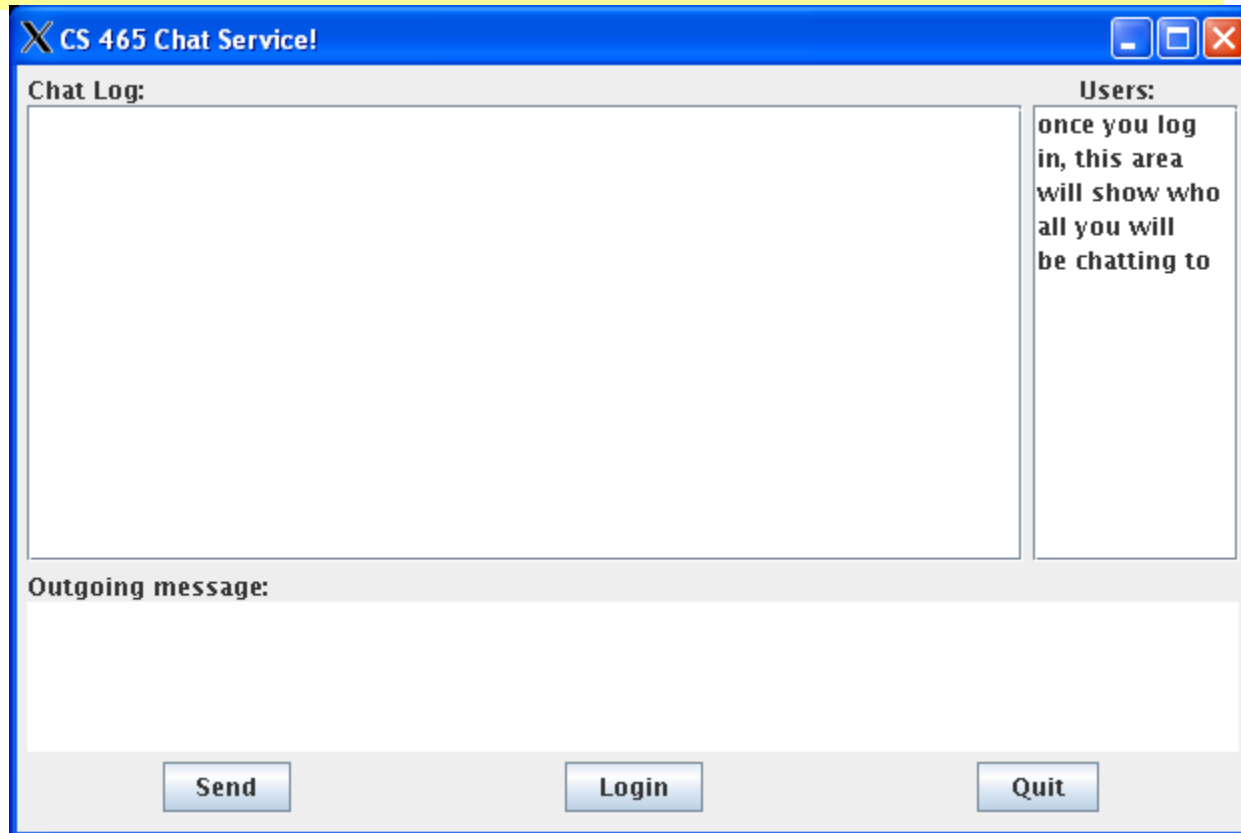 CS 465 Chat Service!
Chat Log:
Users:
once you log
in, this area
will show who
all you will
be chatting to
Outgoing message:
Send
Login
Quit